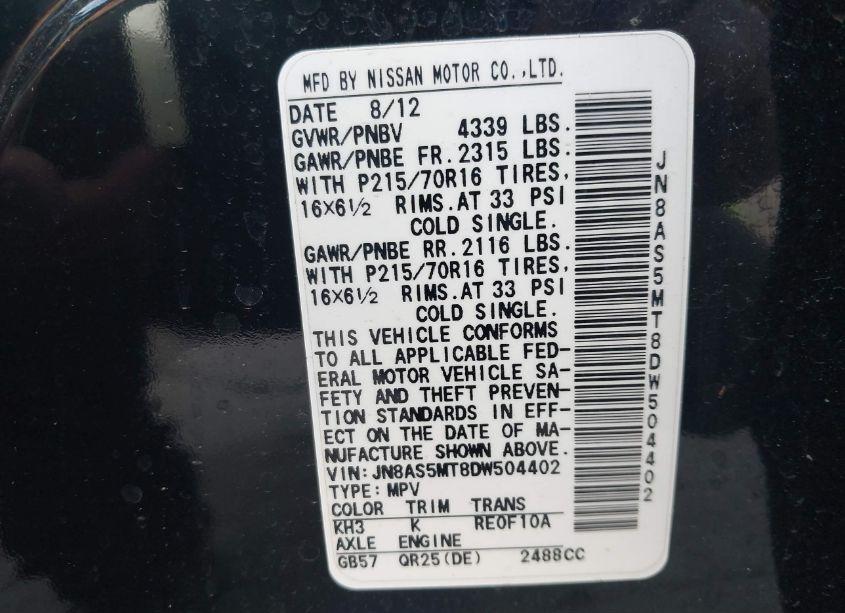 MFD BY NISSAN MOTOR CO.,LTD.
DATE 8/12
GVWR/PNBV 4339 LBS.
GAWR/PNBE FR.2315 LBS.
WITH P215/70R16 TIRES,
16X6½ RIMS.AT 33 PSI
COLD SINGLE.
GAWR/PNBE RR.2116 LBS.
WITH P215/70R16 TIRES,
16X6½ RIMS.AT 33 PSI
COLD SINGLE.
THIS VEHICLE CONFORMS
TO ALL APPLICABLE FED-
ERAL MOTOR VEHICLE SA-
FETY AND THEFT PREVEN-
TION STANDARDS IN EFF-
ECT ON THE DATE OF MA-
NUFACTURE SHOWN ABOVE.
VIN:JN8AS5MT8DW504402
TYPE:MPV
COLOR TRIM TRANS
KH3 K RE0F10A
AXLE ENGINE
GB57 QR25(DE) 2488CC
JN8AS5MT8DW504402